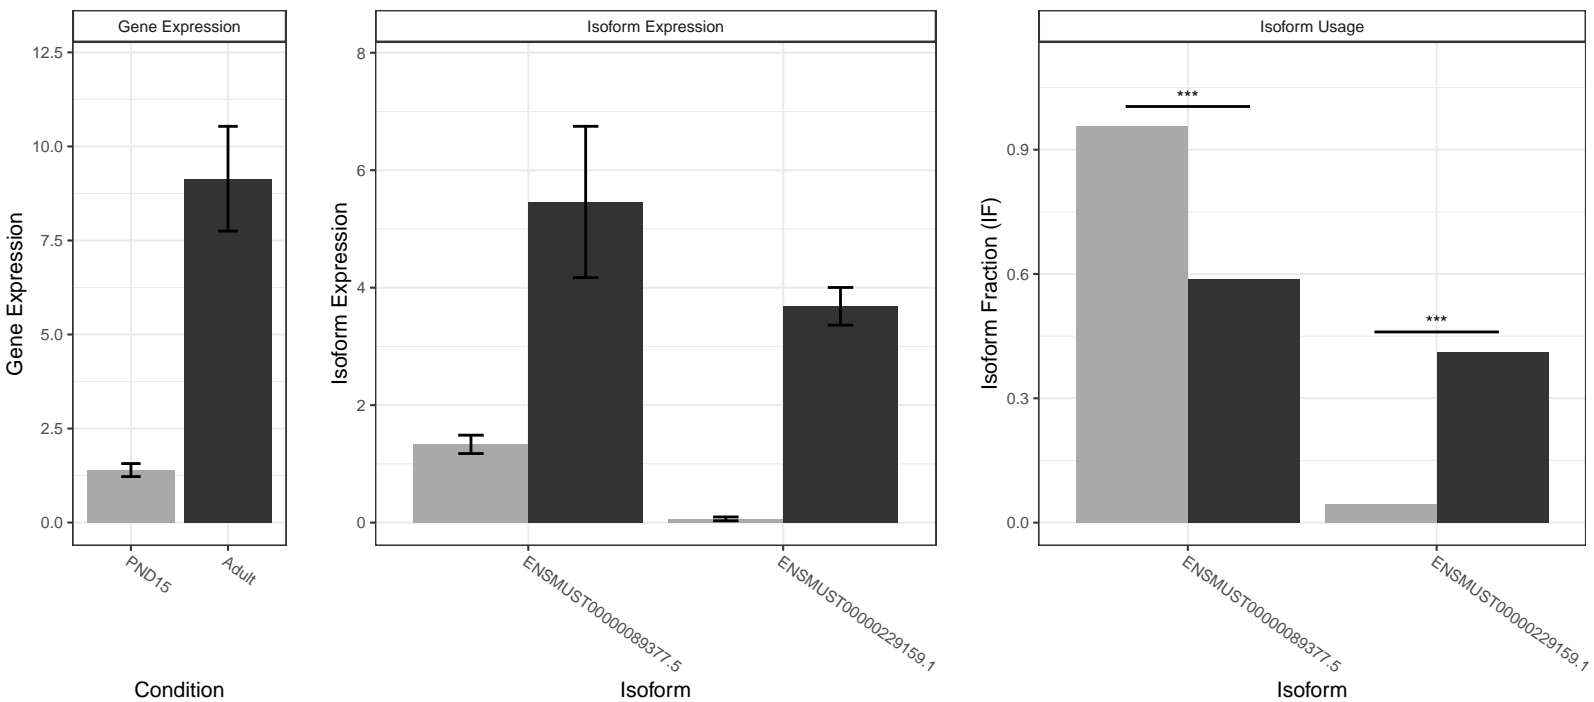 Gene Expression
Gene Expression
12.5
10.0
7.5
5.0
2.5
0.0
PND15
Adult
Condition
Isoform Expression
Isoform Expression
8
6
4
2
0
ENSMUST00000089377.5
ENSMUST00000229159.1
Isoform
Isoform Usage
Isoform Fraction (IF)
0.9
0.6
0.3
0.0
***
***
ENSMUST00000089377.5
ENSMUST00000229159.1
Isoform